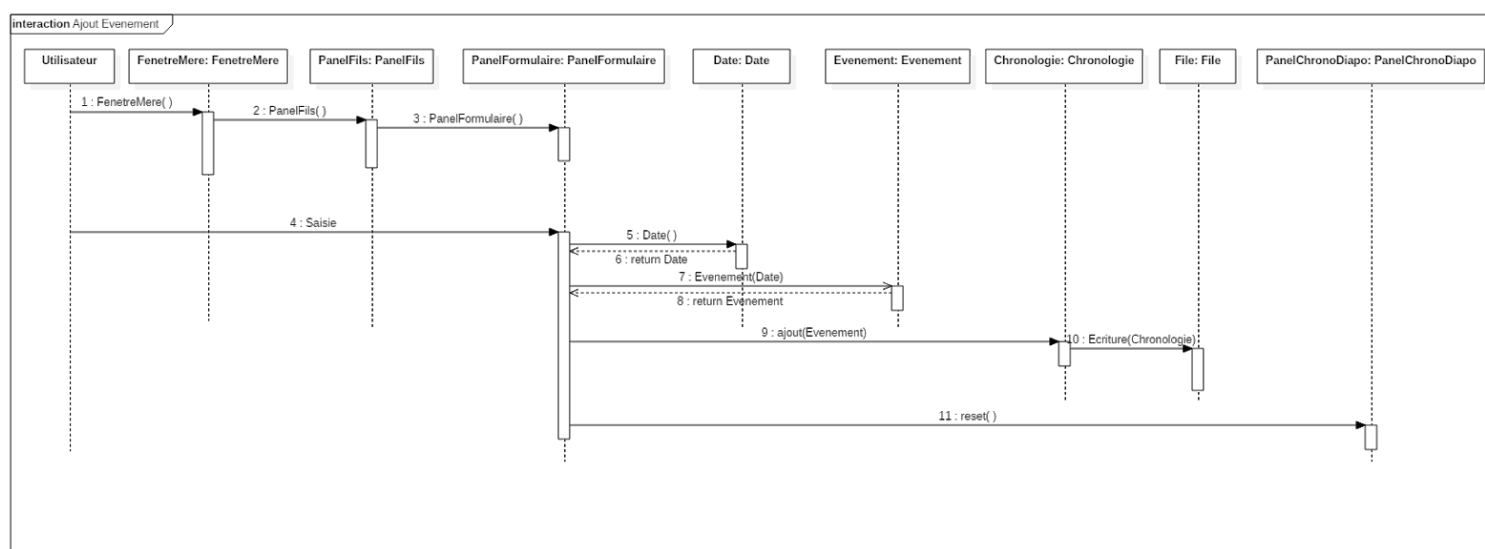 interaction Ajout Evenement
Utilisateur
FenetreMere: FenetreMere
PanelFils: PanelFils
PanelFormulaire: PanelFormulaire
Date: Date
Evenement: Evenement
Chronologie: Chronologie
File: File
PanelChronoDiapo: PanelChronoDiapo
1 : FenetreMere( )
2 : PanelFils( )
3 : PanelFormulaire( )
4 : Saisie
5 : Date( )
6 : return Date
7 : Evenement(Date)
8 : return Evenement
9 : ajout(Evenement)
10 : Ecriture(Chronologie)
11 : reset( )